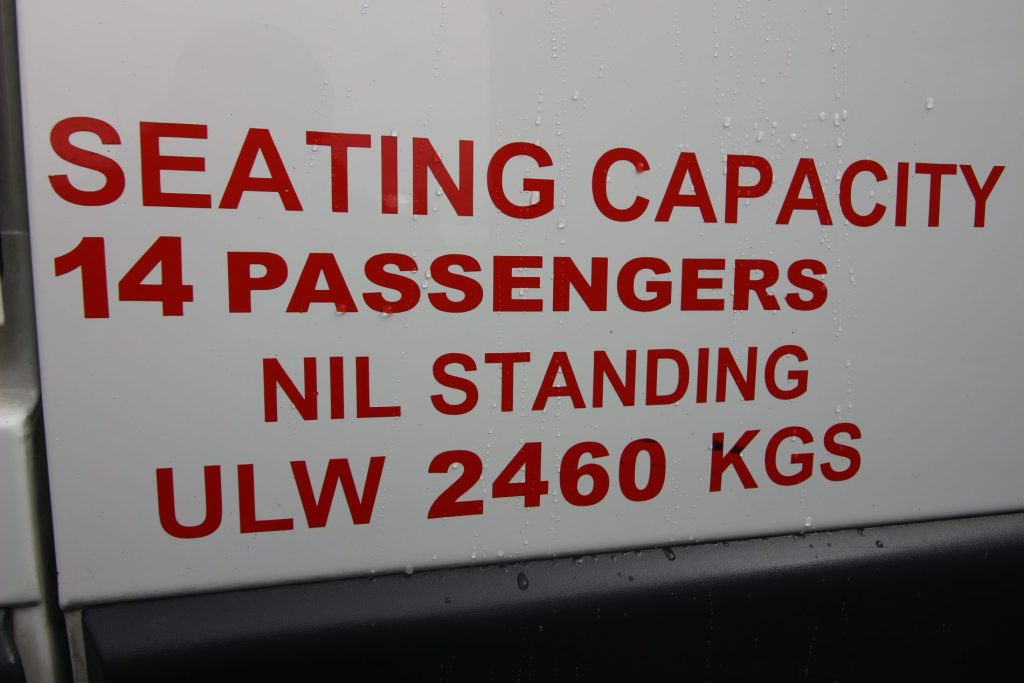 SEATING CAPACITY
14 PASSENGERS
NIL STANDING
ULW 2460 KGS